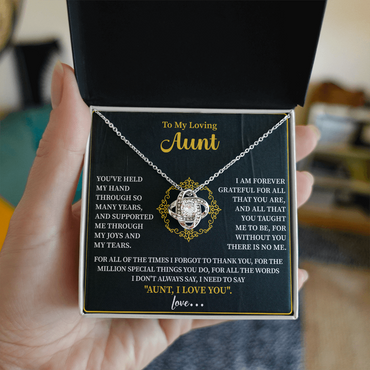 To My Loving
Aunt
YOU'VE HELD
MY HAND
THROUGH SO
MANY YEARS,
AND SUPPORTED
ME THROUGH
MY JOYS AND
MY TEARS.
I AM FOREVER
GRATEFUL FOR ALL
THAT YOU ARE,
AND ALL THAT
YOU TAUGHT
ME TO BE, FOR
WITHOUT YOU
THERE IS NO ME.
FOR ALL OF THE TIMES I FORGOT TO THANK YOU, FOR THE
MILLION SPECIAL THINGS YOU DO, FOR ALL THE WORDS
I DON'T ALWAYS SAY, I NEED TO SAY
"AUNT, I LOVE YOU".
love...